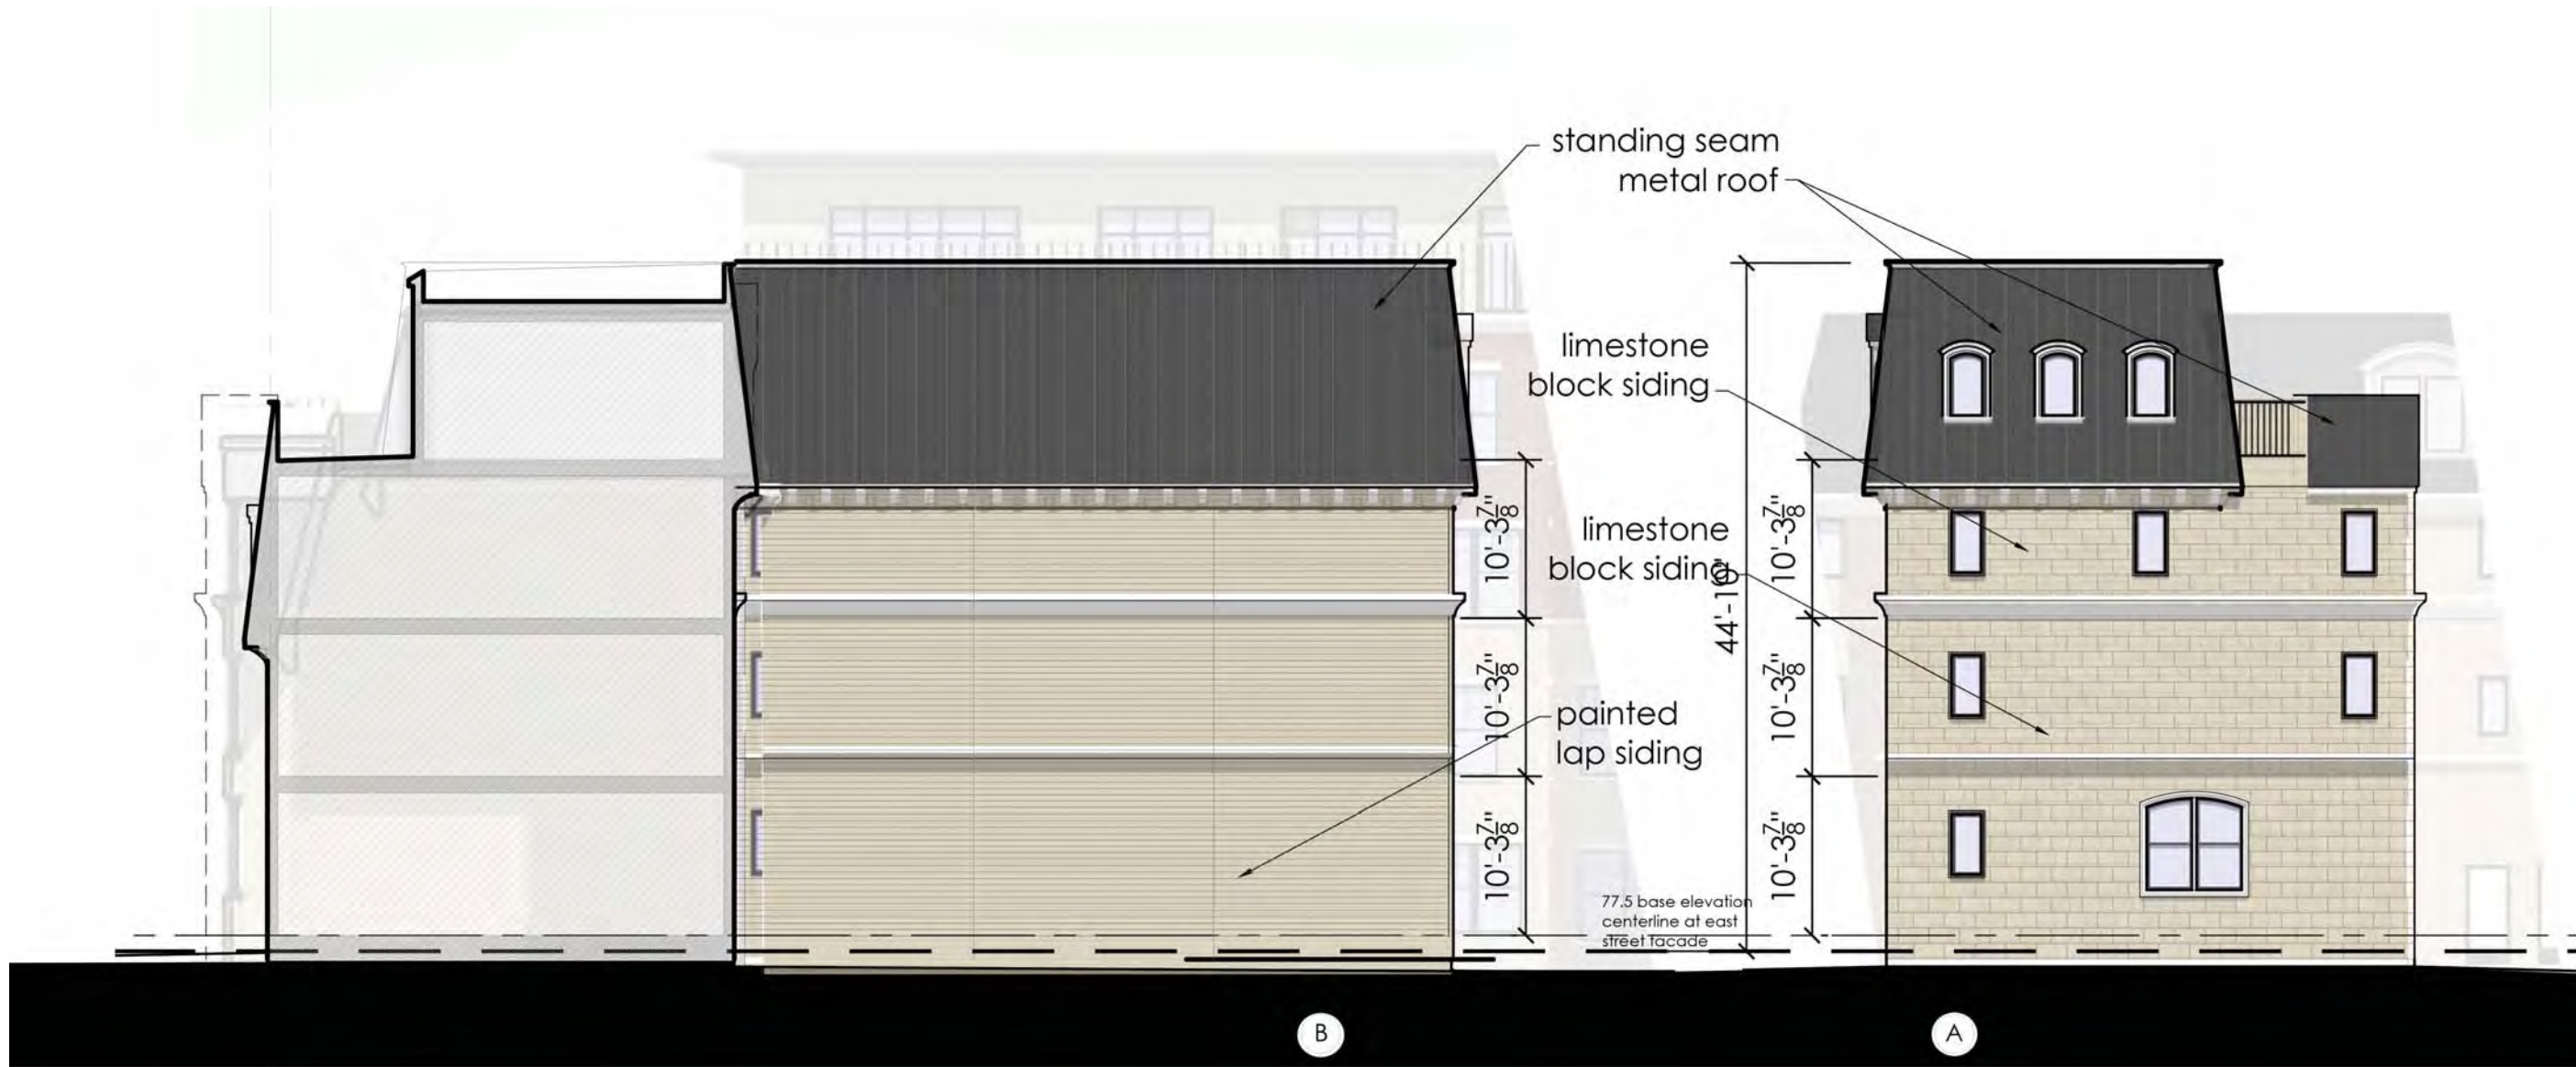 standing seam
metal roof
limestone
block siding
limestone
block siding
painted
lap siding
10'-3 7/8"
10'-3 7/8"
10'-3 7/8"
10'-3 7/8"
10'-3 7/8"
10'-3 7/8"
77.5 base elevation
centerline at east
street facade
B
A